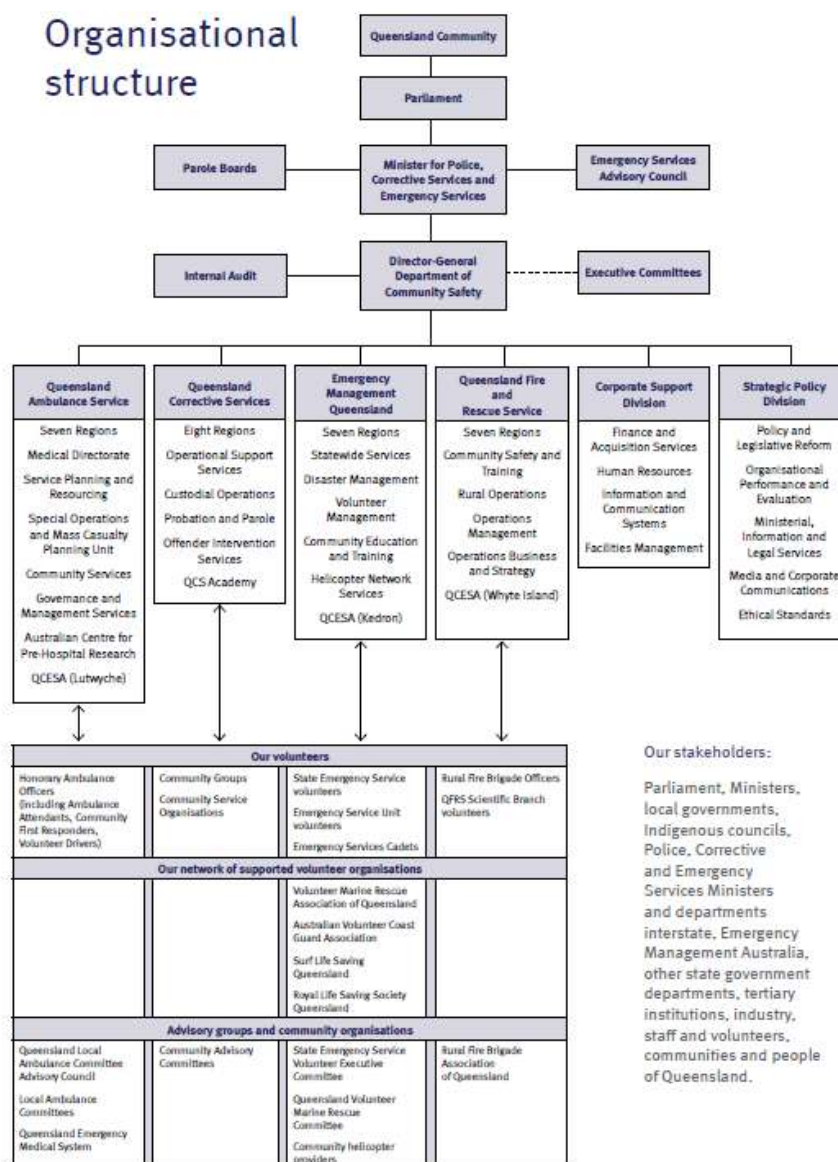 Organisational
structure
Queensland Community
Parliament
Parole Boards
Minister for Police,
Corrective Services and
Emergency Services
Emergency Services
Advisory Council
Internal Audit
Director-General
Department of
Community Safety
Executive Committees
Queensland
Ambulance Service
Seven Regions
Medical Directorate
Service Planning and
Resourcing
Special Operations
and Mass Casualty
Planning Unit
Community Services
Governance and
Management Services
Australian Centre for
Pre-Hospital Research
QCESA (Lutwyche)
Queensland
Corrective Services
Eight Regions
Operational Support
Services
Custodial Operations
Probation and Parole
Offender Intervention
Services
QCS Academy
Emergency
Management
Queensland
Seven Regions
Statewide Services
Disaster Management
Volunteer
Management
Community Education
and Training
Helicopter Network
Services
QCESA (Kedron)
Queensland Fire
and
Rescue Service
Seven Regions
Community Safety and
Training
Rural Operations
Operations
Management
Operations Business
and Strategy
QCESA (Whyte Island)
Corporate Support
Division
Finance and
Acquisition Services
Human Resources
Information and
Communication
Systems
Facilities Management
Strategic Policy
Division
Policy and
Legislative Reform
Organisational
Performance and
Evaluation
Ministerial,
Information and
Legal Services
Media and Corporate
Communications
Ethical Standards
Our volunteers
Honorary Ambulance
Officers
(including Ambulance
Attendants, Community
First Responders,
Volunteer Drivers)
Community Groups
Community Service
Organisations
State Emergency Service
volunteers
Emergency Service Unit
volunteers
Emergency Services Cadets
Rural Fire Brigade Officers
QFRS Scientific Branch
volunteers
Our network of supported volunteer organisations
Volunteer Marine Rescue
Association of Queensland
Australian Volunteer Coast
Guard Association
Surf Life Saving
Queensland
Royal Life Saving Society
Queensland
Advisory groups and community organisations
Queensland Local
Ambulance Committee
Advisory Council
Local Ambulance
Committees
Queensland Emergency
Medical System
Community Advisory
Committees
State Emergency Service
Volunteer Executive
Committee
Queensland Volunteer
Marine Rescue
Committee
Community helicopter
providers
Rural Fire Brigade
Association
of Queensland
Our stakeholders:
Parliament, Ministers,
local governments,
Indigenous councils,
Police, Corrective
and Emergency
Services Ministers
and departments
interstate, Emergency
Management Australia,
other state government
departments, tertiary
institutions, industry,
staff and volunteers,
communities and people
of Queensland.